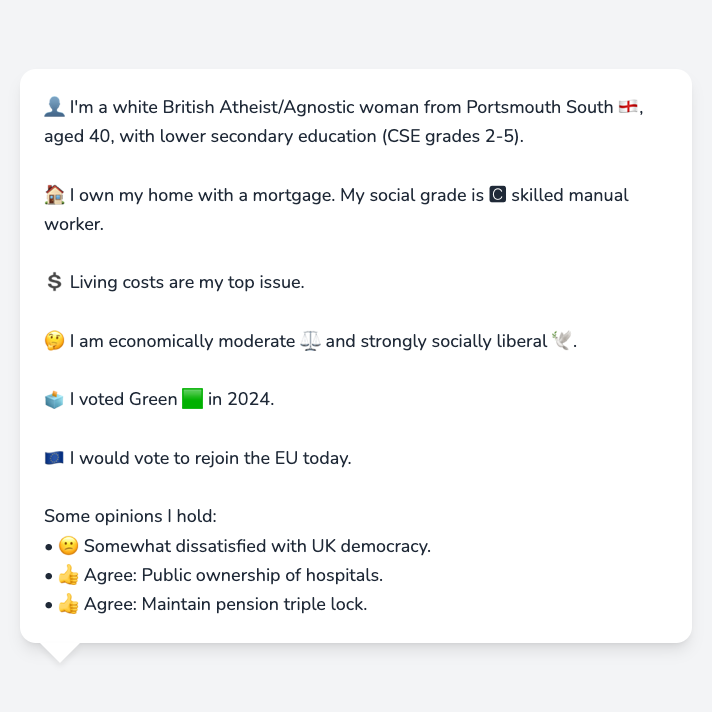 👤 I'm a white British Atheist/Agnostic woman from Portsmouth South 🏴󠁧󠁢󠁥󠁮󠁧󠁿,
aged 40, with lower secondary education (CSE grades 2-5).
🏠 I own my home with a mortgage. My social grade is 🅲 skilled manual
worker.
💲 Living costs are my top issue.
🤔 I am economically moderate ⚖️ and strongly socially liberal 🕊️.
🗳️ I voted Green 🟩 in 2024.
🇪🇺 I would vote to rejoin the EU today.
Some opinions I hold:
• 😕 Somewhat dissatisfied with UK democracy.
• 👍 Agree: Public ownership of hospitals.
• 👍 Agree: Maintain pension triple lock.